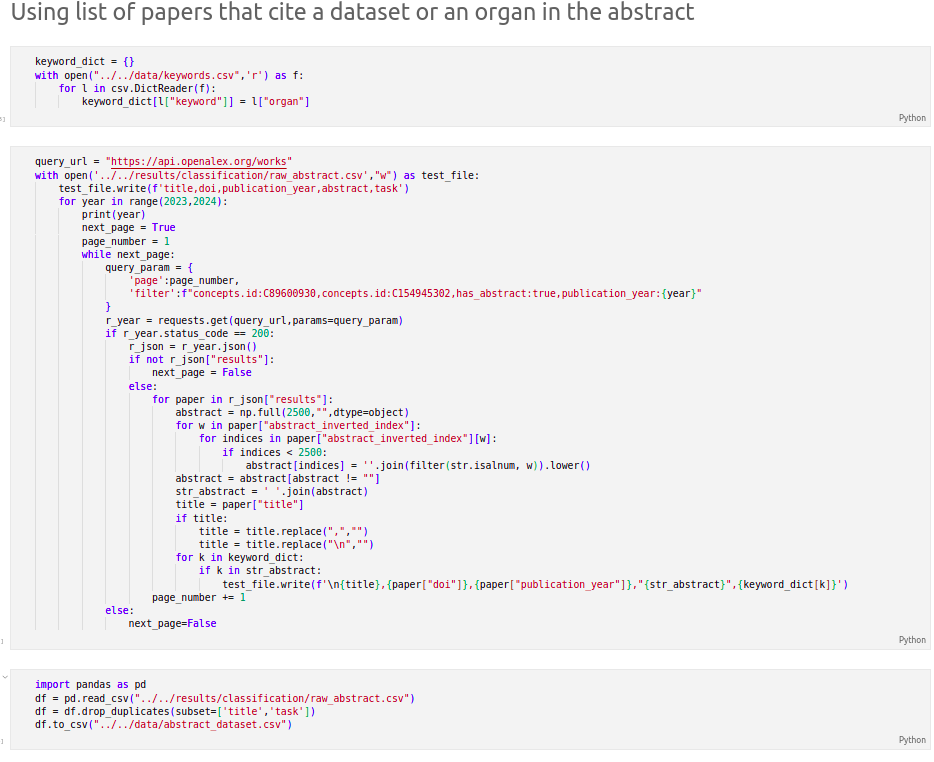 Using list of papers that cite a dataset or an organ in the abstract
keyword_dict = {}
with open("../../data/keywords.csv",'r') as f:
    for l in csv.DictReader(f):
        keyword_dict[l["keyword"]] = l["organ"]
Python
query_url = "https://api.openalex.org/works"
with open('../../results/classification/raw_abstract.csv',"w") as test_file:
    test_file.write(f'title,doi,publication_year,abstract,task')
    for year in range(2023,2024):
        print(year)
        next_page = True
        page_number = 1
        while next_page:
            query_param = {
                'page':page_number,
                'filter':f"concepts.id:C89600930,concepts.id:C154945302,has_abstract:true,publication_year:{year}"
            }
            r_year = requests.get(query_url,params=query_param)
            if r_year.status_code == 200:
                r_json = r_year.json()
                if not r_json["results"]:
                    next_page = False
                else:
                    for paper in r_json["results"]:
                        abstract = np.full(2500,"",dtype=object)
                        for w in paper["abstract_inverted_index"]:
                            for indices in paper["abstract_inverted_index"][w]:
                                if indices < 2500:
                                    abstract[indices] = ''.join(filter(str.isalnum, w)).lower()
                        abstract = abstract[abstract != ""]
                        str_abstract = ' '.join(abstract)
                        title = paper["title"]
                        if title:
                            title = title.replace(",","")
                            title = title.replace("\n","")
                        for k in keyword_dict:
                            if k in str_abstract:
                                test_file.write(f'\n{title},{paper["doi"]},{paper["publication_year"]},"{str_abstract}",{keyword_dict[k]}')
                    page_number += 1
            else:
                next_page=False
Python
import pandas as pd
df = pd.read_csv("../../results/classification/raw_abstract.csv")
df = df.drop_duplicates(subset=['title','task'])
df.to_csv("../../data/abstract_dataset.csv")
Python